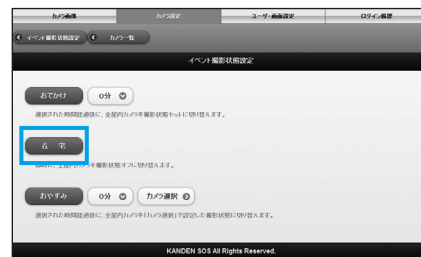 カメラ画像
カメラ設定
ユーザ・画面設定
ログイン履歴
イベント撮影状態設定
カメラ一覧
イベント撮影状態設定
おでかけ
0分
選択された時間経過後に、全屋内カメラを撮影状態セットに切り替えます。
在 宅
即時に、全屋内カメラを撮影状態オフに切り替えます。
おやすみ
0分
カメラ選択
選択された時間経過後に、全屋内カメラを「カメラ選択」で設定した撮影状態に切り替えます。
KANDEN SOS All Rights Reserved.